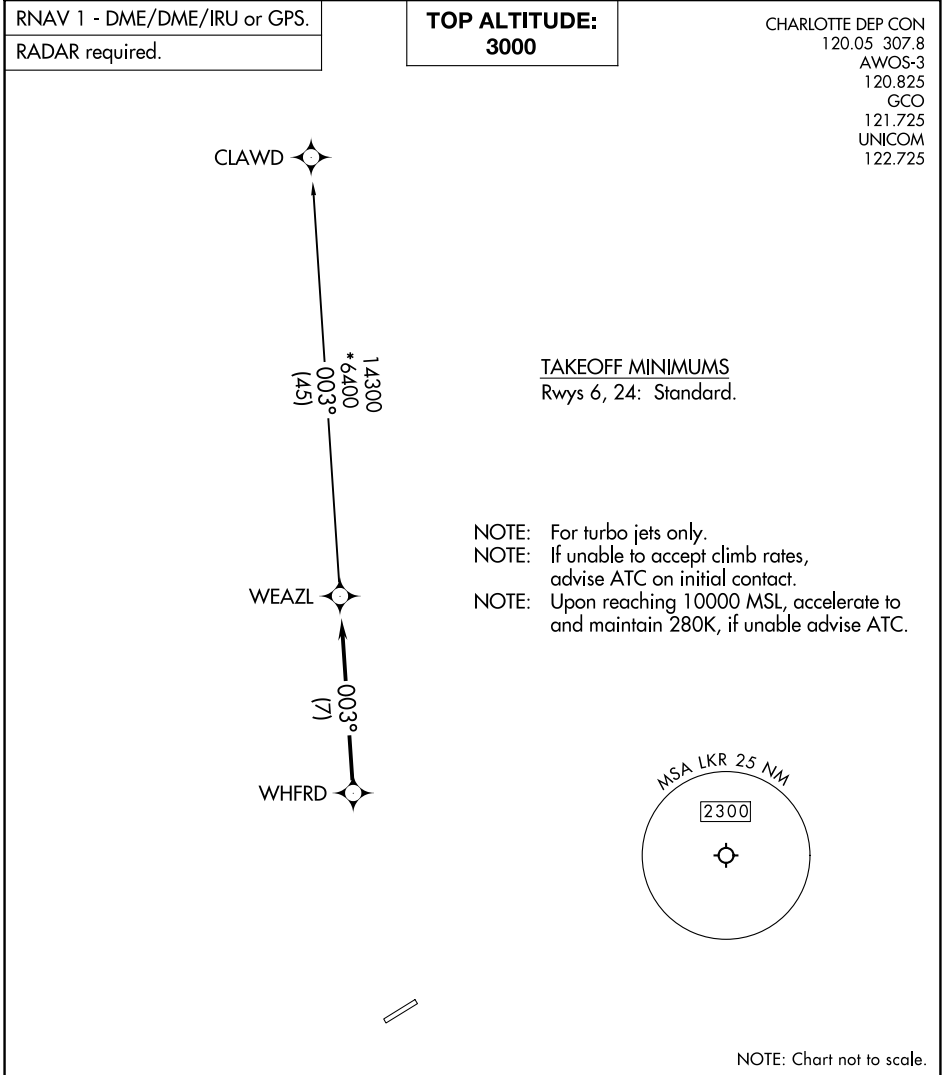 RNAV 1 - DME/DME/IRU or GPS.
RADAR required.
TOP ALTITUDE:
3000
CHARLOTTE DEP CON
120.05 307.8
AWOS-3
120.825
GCO
121.725
UNICOM
122.725
CLAWD
14300
*6400
003°
(45)
TAKEOFF MINIMUMS
Rwys 6, 24: Standard.
NOTE: For turbo jets only.
NOTE: If unable to accept climb rates,
advise ATC on initial contact.
NOTE: Upon reaching 10000 MSL, accelerate to
and maintain 280K, if unable advise ATC.
WEAZL
003°
(7)
WHFRD
MSA LKR 25 NM
2300
NOTE: Chart not to scale.